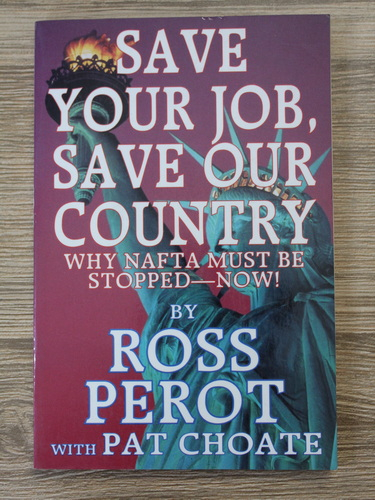 SAVE
YOUR JOB,
SAVE OUR
COUNTRY
WHY NAFTA MUST BE
STOPPED—NOW!
BY
ROSS
PEROT
WITH PAT CHOATE